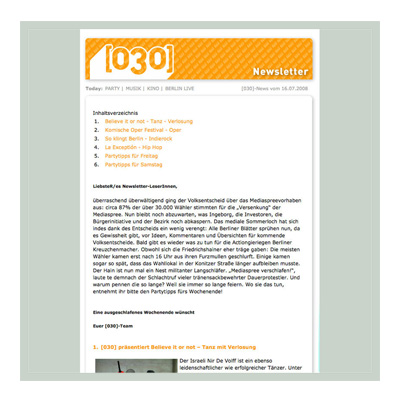 [030]
Newsletter
Today: PARTY | MUSIK | KINO | BERLIN LIVE [030]-News vom 16.07.2008
Inhaltsverzeichnis
1. Believe it or not - Tanz - Verlosung
2. Komische Oper Festival - Oper
3. So klingt Berlin - Indierock
4. La Exceptión - Hip Hop
5. Partytipps für Freitag
6. Partytipps für Samstag
Liebste/r/es Newsletter-LeserInnen,
überraschend überwältigend ging der Volksentscheid über das Mediaspreevorhaben
aus: circa 87% der über 30.000 Wähler stimmten für die „Versenkung" der
Mediaspree. Nun bleibt noch abzuwarten, was Ingeborg, die Investoren, die
Bürgerinitiative und der Bezirk noch abkaspern. Das mediale Sommerloch hat sich
indes dank des Entscheids ein wenig verengt: Alle Berliner Blätter sprühen nun, da
es Gewissheit gibt, vor Ideen, Kommentaren und Übersichten für kommende
Volksentscheide. Bald gibt es wieder was zu tun für die Actionjerlegen Berliner
Kreuzachenmacher. Obwohl sich die Friedrichshainer eher träge gaben: Die meisten
Wähler kamen erst nach 16 Uhr aus ihren Furzmullen geschlurft. Einige kamen
sogar so spät, dass das Wahllokal in der Konitzer Straße länger aufbleiben musste.
Der Hain ist nun mal ein Nest militanter Langschläfer. „Mediaspree verschlafen!",
laute te demnach der Schlachtruf vieler tränensackbewehrter Dauerprotestler. Und
warum pennen die so lange? Weil sie immer so lange feiern. Wo sie das tun,
entnehmt ihr bitte den Partytipps fürs Wochenende!
Eine ausgeschlafenes Wochenende wünscht
Euer [030]-Team
1. [030] präsentiert Believe it or not – Tanz mit Verlosung
Der Israeli Nir De Volff ist ein ebenso
leidenschaftlicher wie erfolgreicher Tänzer. Unter